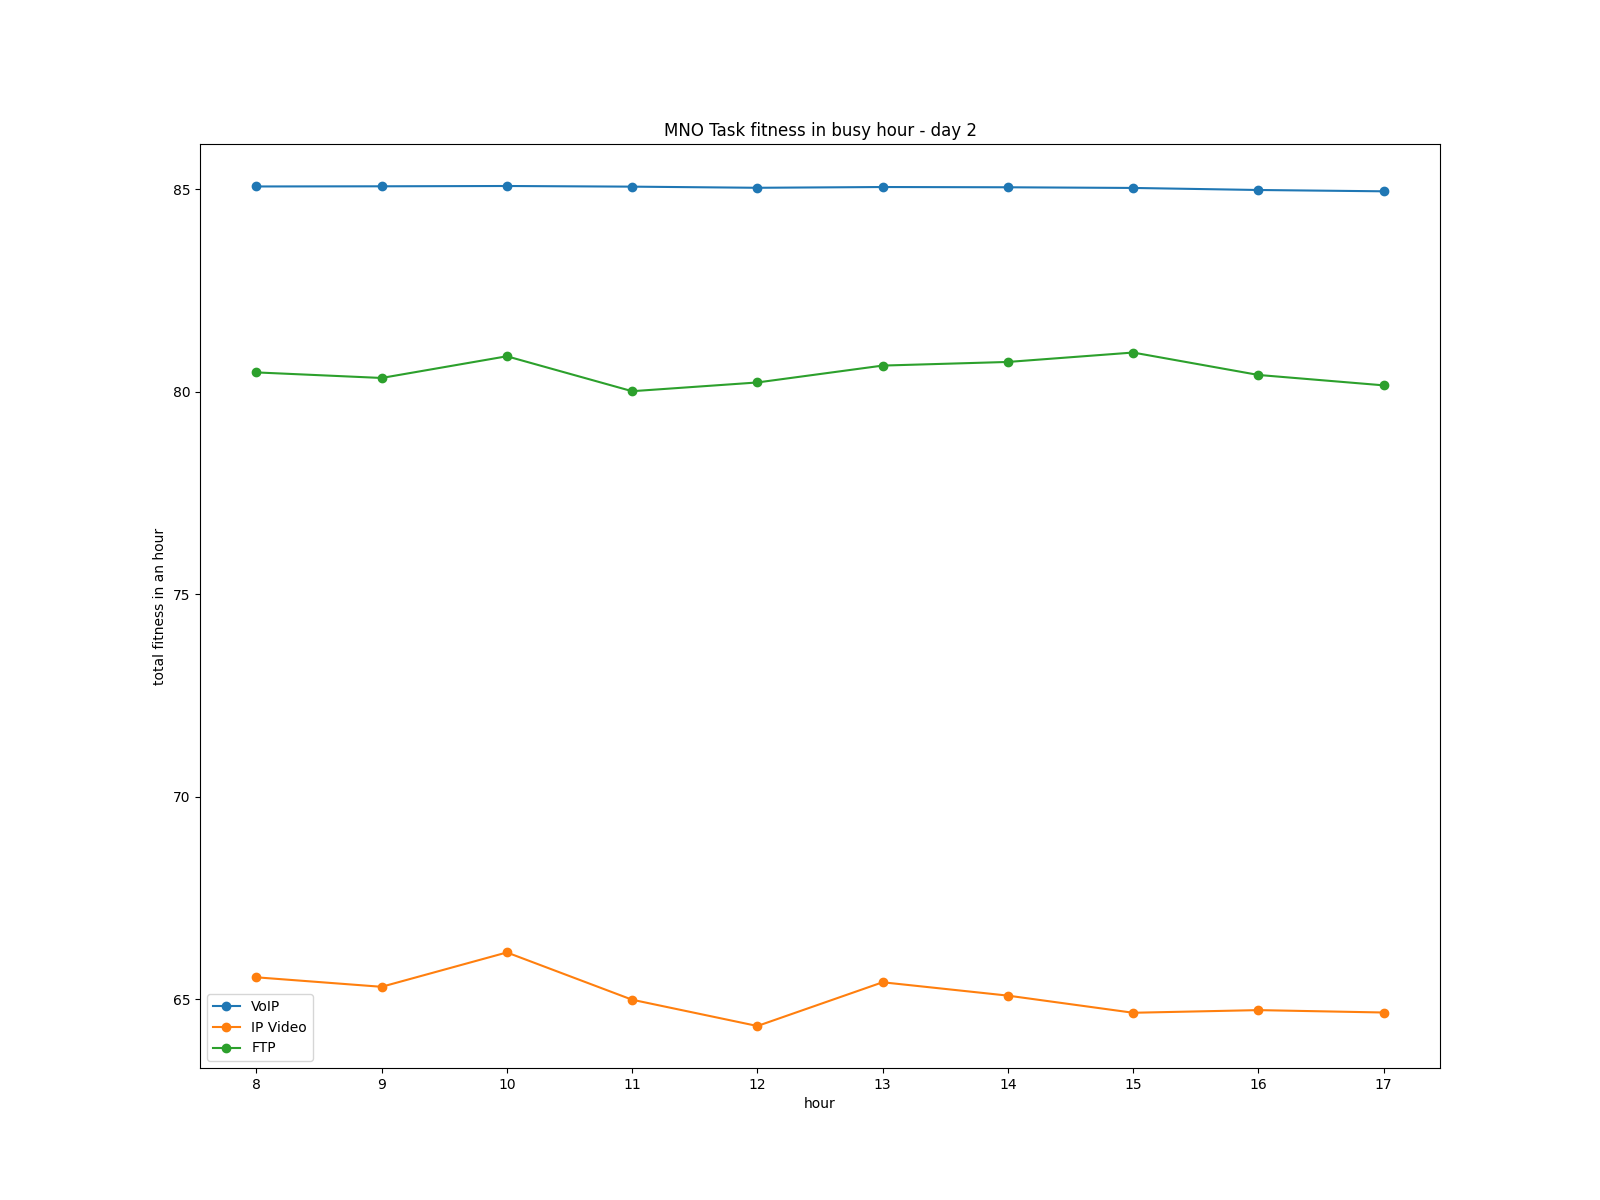 MNO Task fitness in busy hour - day 2
total fitness in an hour
85
80
75
70
65
VoIP
IP Video
FTP
8 9 10 11 12 13 14 15 16 17
hour